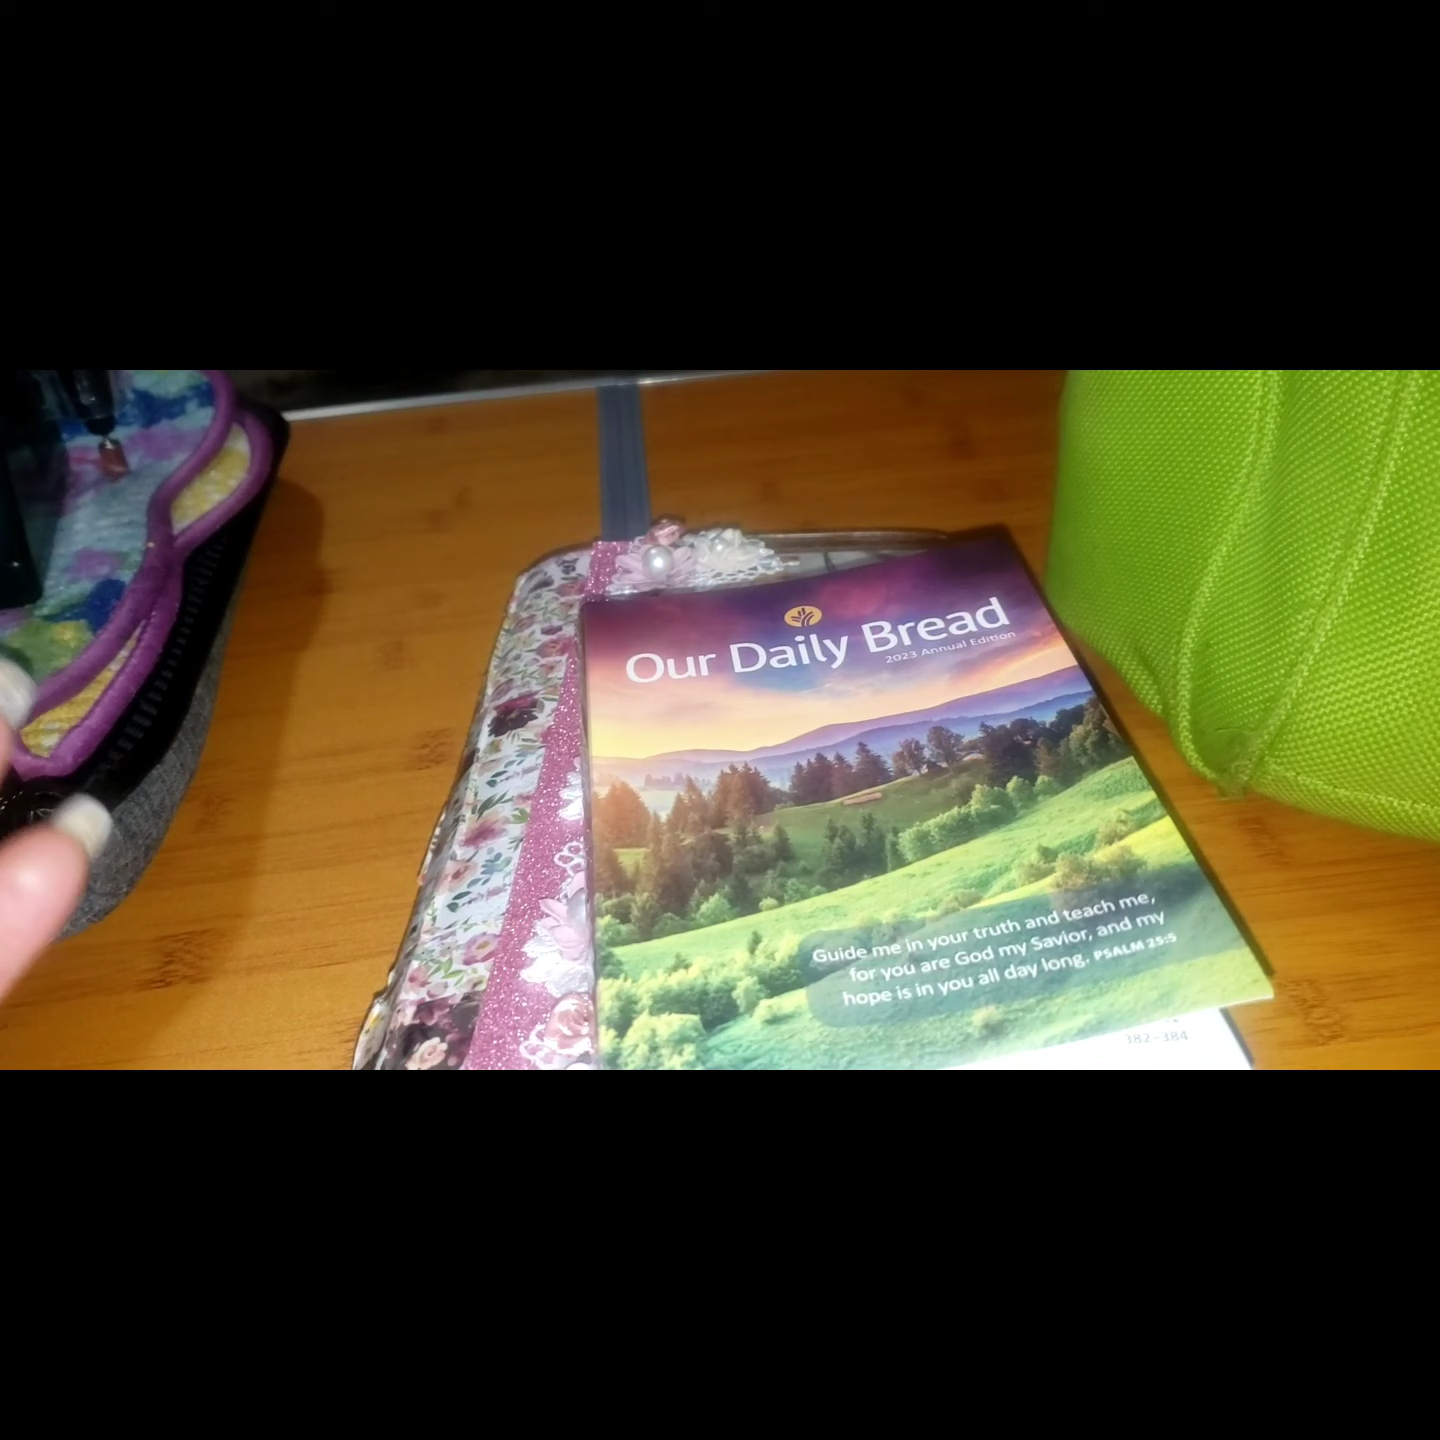 Our Daily Bread
2023 Annual Edition
Guide me in your truth and teach me,
for you are God my Savior, and my
hope is in you all day long. PSALM 25:5
382–384